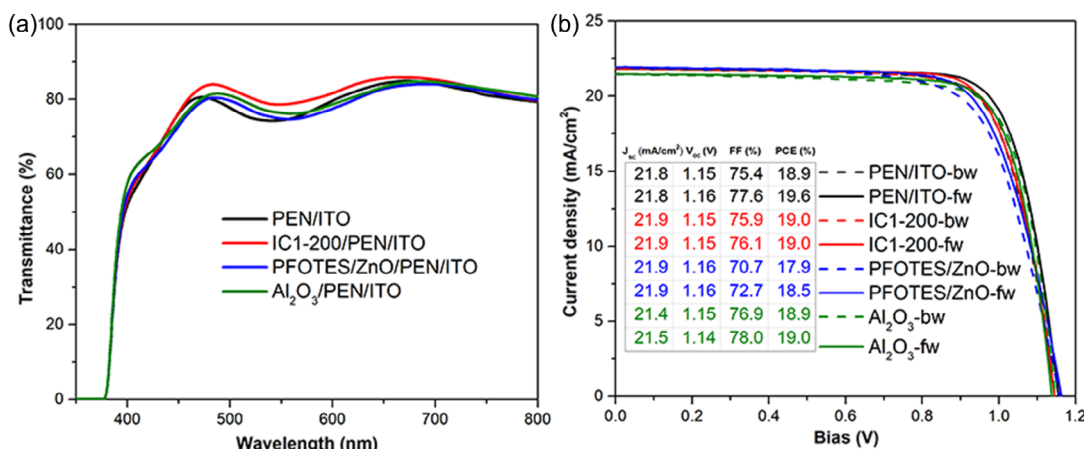 (a)
100
80
60
40
20
0
Transmittance (%)
PEN/ITO
IC1-200/PEN/ITO
PFOTES/ZnO/PEN/ITO
Al₂O₃/PEN/ITO
400 500 600 700 800
Wavelength (nm)
(b)
25
20
15
10
5
0
Current density (mA/cm²)
J_sc (mA/cm²) V_oc (V) FF (%) PCE (%)
21.8 1.15 75.4 18.9 PEN/ITO-bw
21.8 1.16 77.6 19.6 PEN/ITO-fw
21.9 1.15 75.9 19.0 IC1-200-bw
21.9 1.15 76.1 19.0 IC1-200-fw
21.9 1.16 70.7 17.9 PFOTES/ZnO-bw
21.9 1.16 72.7 18.5 PFOTES/ZnO-fw
21.4 1.15 76.9 18.9 Al₂O₃-bw
21.5 1.14 78.0 19.0 Al₂O₃-fw
0.0 0.2 0.4 0.6 0.8 1.0 1.2
Bias (V)